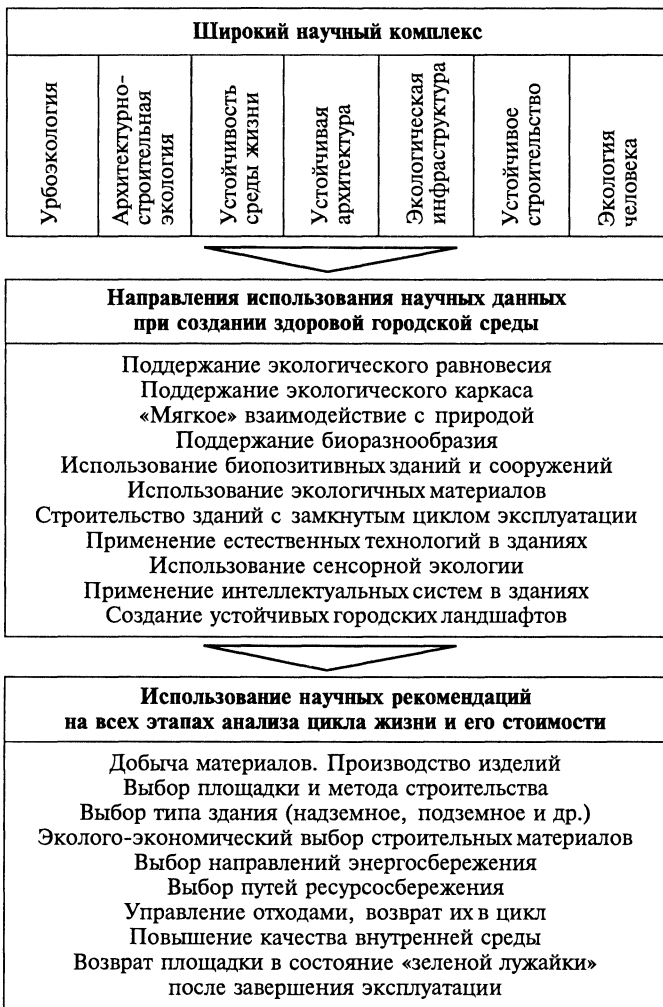 Широкий научный комплекс
Урбоэкология
Архитектурно-
строительная
экология
Устойчивость
среды жизни
Устойчивая
архитектура
Экологическая
инфраструктура
Устойчивое
строительство
Экология
человека
Направления использования научных данных
при создании здоровой городской среды
Поддержание экологического равновесия
Поддержание экологического каркаса
«Мягкое» взаимодействие с природой
Поддержание биоразнообразия
Использование биопозитивных зданий и сооружений
Использование экологичных материалов
Строительство зданий с замкнутым циклом эксплуатации
Применение естественных технологий в зданиях
Использование сенсорной экологии
Применение интеллектуальных систем в зданиях
Создание устойчивых городских ландшафтов
Использование научных рекомендаций
на всех этапах анализа цикла жизни и его стоимости
Добыча материалов. Производство изделий
Выбор площадки и метода строительства
Выбор типа здания (надземное, подземное и др.)
Эколого-экономический выбор строительных материалов
Выбор направлений энергосбережения
Выбор путей ресурсосбережения
Управление отходами, возврат их в цикл
Повышение качества внутренней среды
Возврат площадки в состояние «зеленой лужайки»
после завершения эксплуатации